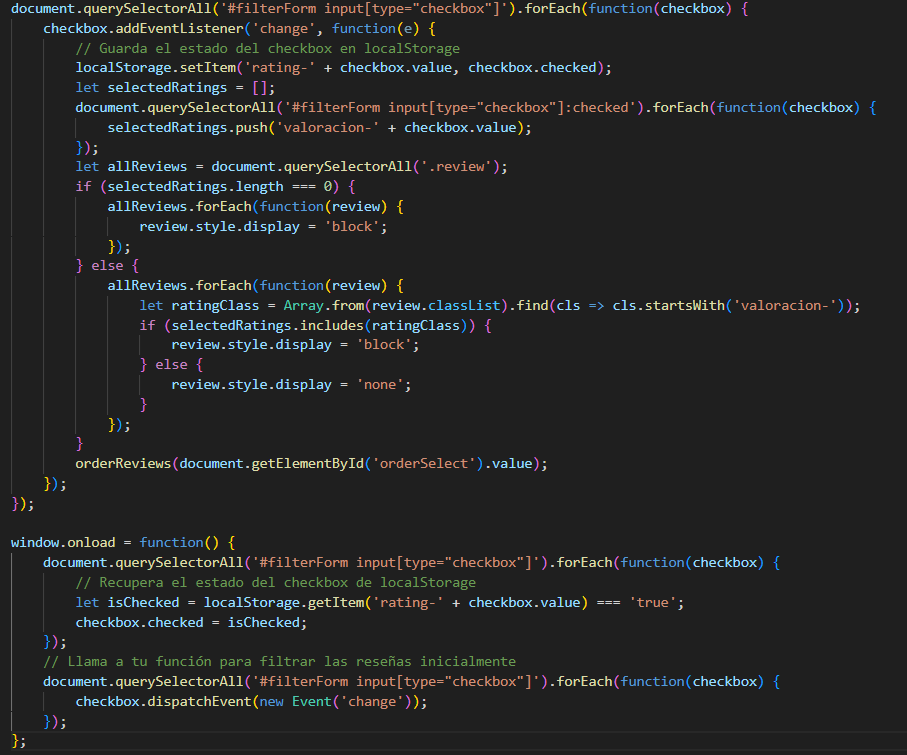 document.querySelectorAll('#filterForm input[type="checkbox"]').forEach(function(checkbox) {
    checkbox.addEventListener('change', function(e) {
        // Guarda el estado del checkbox en localStorage
        localStorage.setItem('rating-' + checkbox.value, checkbox.checked);
        let selectedRatings = [];
        document.querySelectorAll('#filterForm input[type="checkbox"]:checked').forEach(function(checkbox) {
            selectedRatings.push('valoracion-' + checkbox.value);
        });
        let allReviews = document.querySelectorAll('.review');
        if (selectedRatings.length === 0) {
            allReviews.forEach(function(review) {
                review.style.display = 'block';
            });
        } else {
            allReviews.forEach(function(review) {
                let ratingClass = Array.from(review.classList).find(cls => cls.startsWith('valoracion-'));
                if (selectedRatings.includes(ratingClass)) {
                    review.style.display = 'block';
                } else {
                    review.style.display = 'none';
                }
            });
        }
        orderReviews(document.getElementById('orderSelect').value);
    });
});

window.onload = function() {
    document.querySelectorAll('#filterForm input[type="checkbox"]').forEach(function(checkbox) {
        // Recupera el estado del checkbox de localStorage
        let isChecked = localStorage.getItem('rating-' + checkbox.value) === 'true';
        checkbox.checked = isChecked;
    });
    // Llama a tu función para filtrar las reseñas inicialmente
    document.querySelectorAll('#filterForm input[type="checkbox"]').forEach(function(checkbox) {
        checkbox.dispatchEvent(new Event('change'));
    });
};